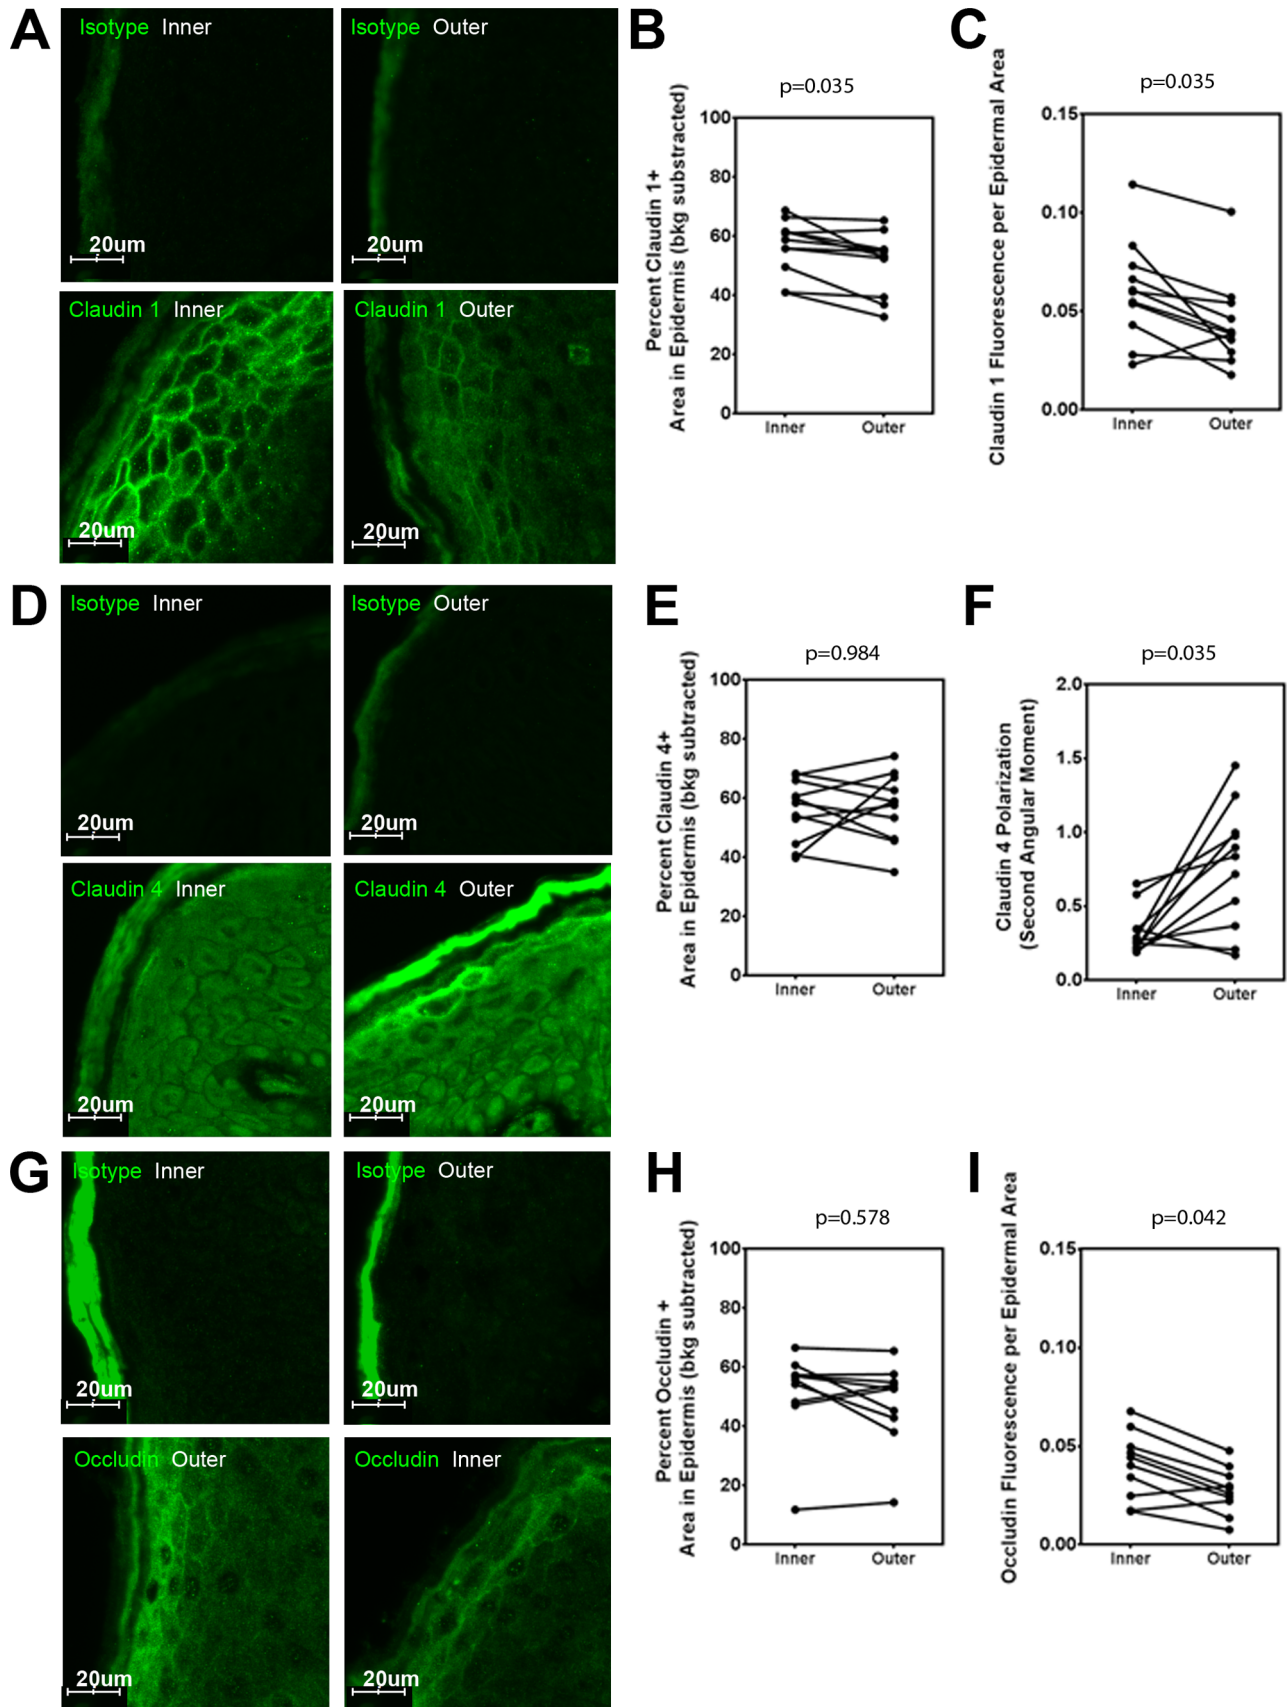 A
Isotype Inner
20um
Isotype Outer
20um
Claudin 1 Inner
20um
Claudin 1 Outer
20um
B
p=0.035
Percent Claudin 1+
Area in Epidermis (bkg substracted)
100
80
60
40
20
0
Inner Outer
C
p=0.035
Claudin 1 Fluorescence per Epidermal Area
0.15
0.10
0.05
0.00
Inner Outer
D
Isotype Inner
20um
Isotype Outer
20um
Claudin 4 Inner
20um
Claudin 4 Outer
20um
E
p=0.984
Percent Claudin 4+
Area in Epidermis (bkg subtracted)
100
80
60
40
20
0
Inner Outer
F
p=0.035
Claudin 4 Polarization
(Second Angular Moment)
2.0
1.5
1.0
0.5
0.0
Inner Outer
G
Isotype Inner
20um
Isotype Outer
20um
Occludin Outer
20um
Occludin Inner
20um
H
p=0.578
Percent Occludin +
Area in Epidermis (bkg subtracted)
100
80
60
40
20
0
Inner Outer
I
p=0.042
Occludin Fluorescence per Epidermal Area
0.15
0.10
0.05
0.00
Inner Outer